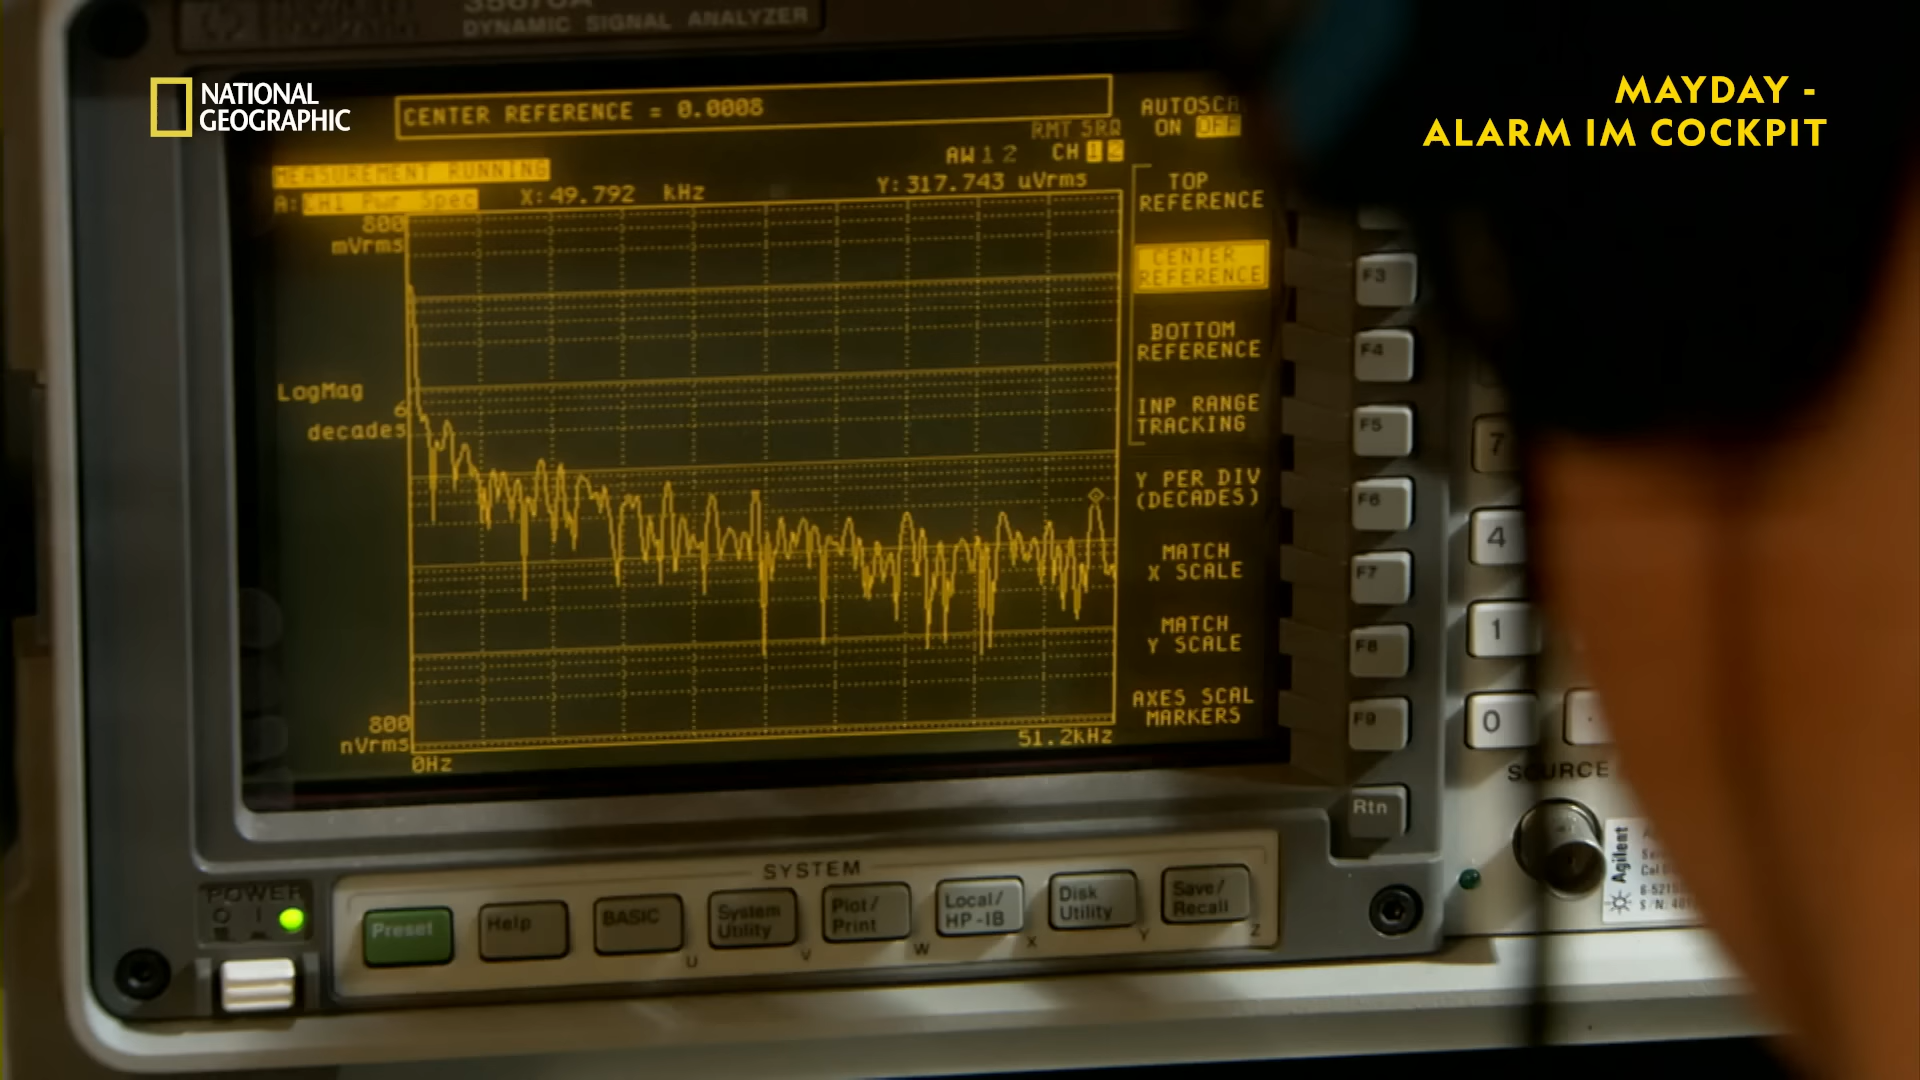 35670A
DYNAMIC SIGNAL ANALYZER
NATIONAL
GEOGRAPHIC
MAYDAY -
ALARM IM COCKPIT
CENTER REFERENCE = 0.0008
RMT SRQ
AW 1 2 CH 1 2
MEASUREMENT RUNNING
A: CH1 Pwr Spec X: 49.792 kHz Y: 317.743 uVrms
800
mVrms
LogMag
6
decades
800
nVrms
0Hz
51.2kHz
AUTOSCA
ON OFF
TOP
REFERENCE
CENTER
REFERENCE
BOTTOM
REFERENCE
INP RANGE
TRACKING
Y PER DIV
(DECADES)
MATCH
X SCALE
MATCH
Y SCALE
AXES SCAL
MARKERS
F3
F4
F5
F6
F7
F8
F9
Rtn
7
4
1
0
.
SOURCE
Agilent
POWER
SYSTEM
Preset
Help
BASIC
System
Utility
Plot/
Print
Local/
HP-IB
Disk
Utility
Save/
Recall
U
V
W
X
Y
Z